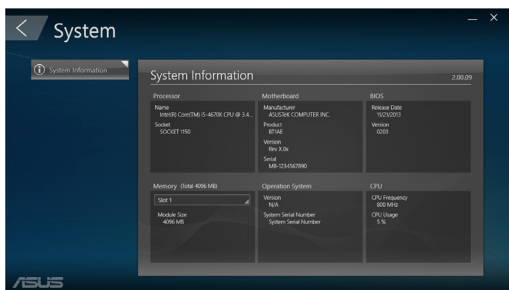 System
System Information
System Information
2.00.09
Processor
Name
Intel(R) Core(TM) i5-4670K CPU @ 3.4...
Socket
SOCKET 1150
Motherboard
Manufacturer
ASUSTeK COMPUTER INC.
Product
BT1AE
Version
Rev X.0x
Serial
MB-1234567890
BIOS
Release Date
11/21/2013
Version
0203
Memory (Total 4096 MB)
Slot 1
Module Size
4096 MB
Operation System
Version
N/A
System Serial Number
System Serial Number
CPU
CPU Frequency
800 MHz
CPU Usage
5 %
ASUS